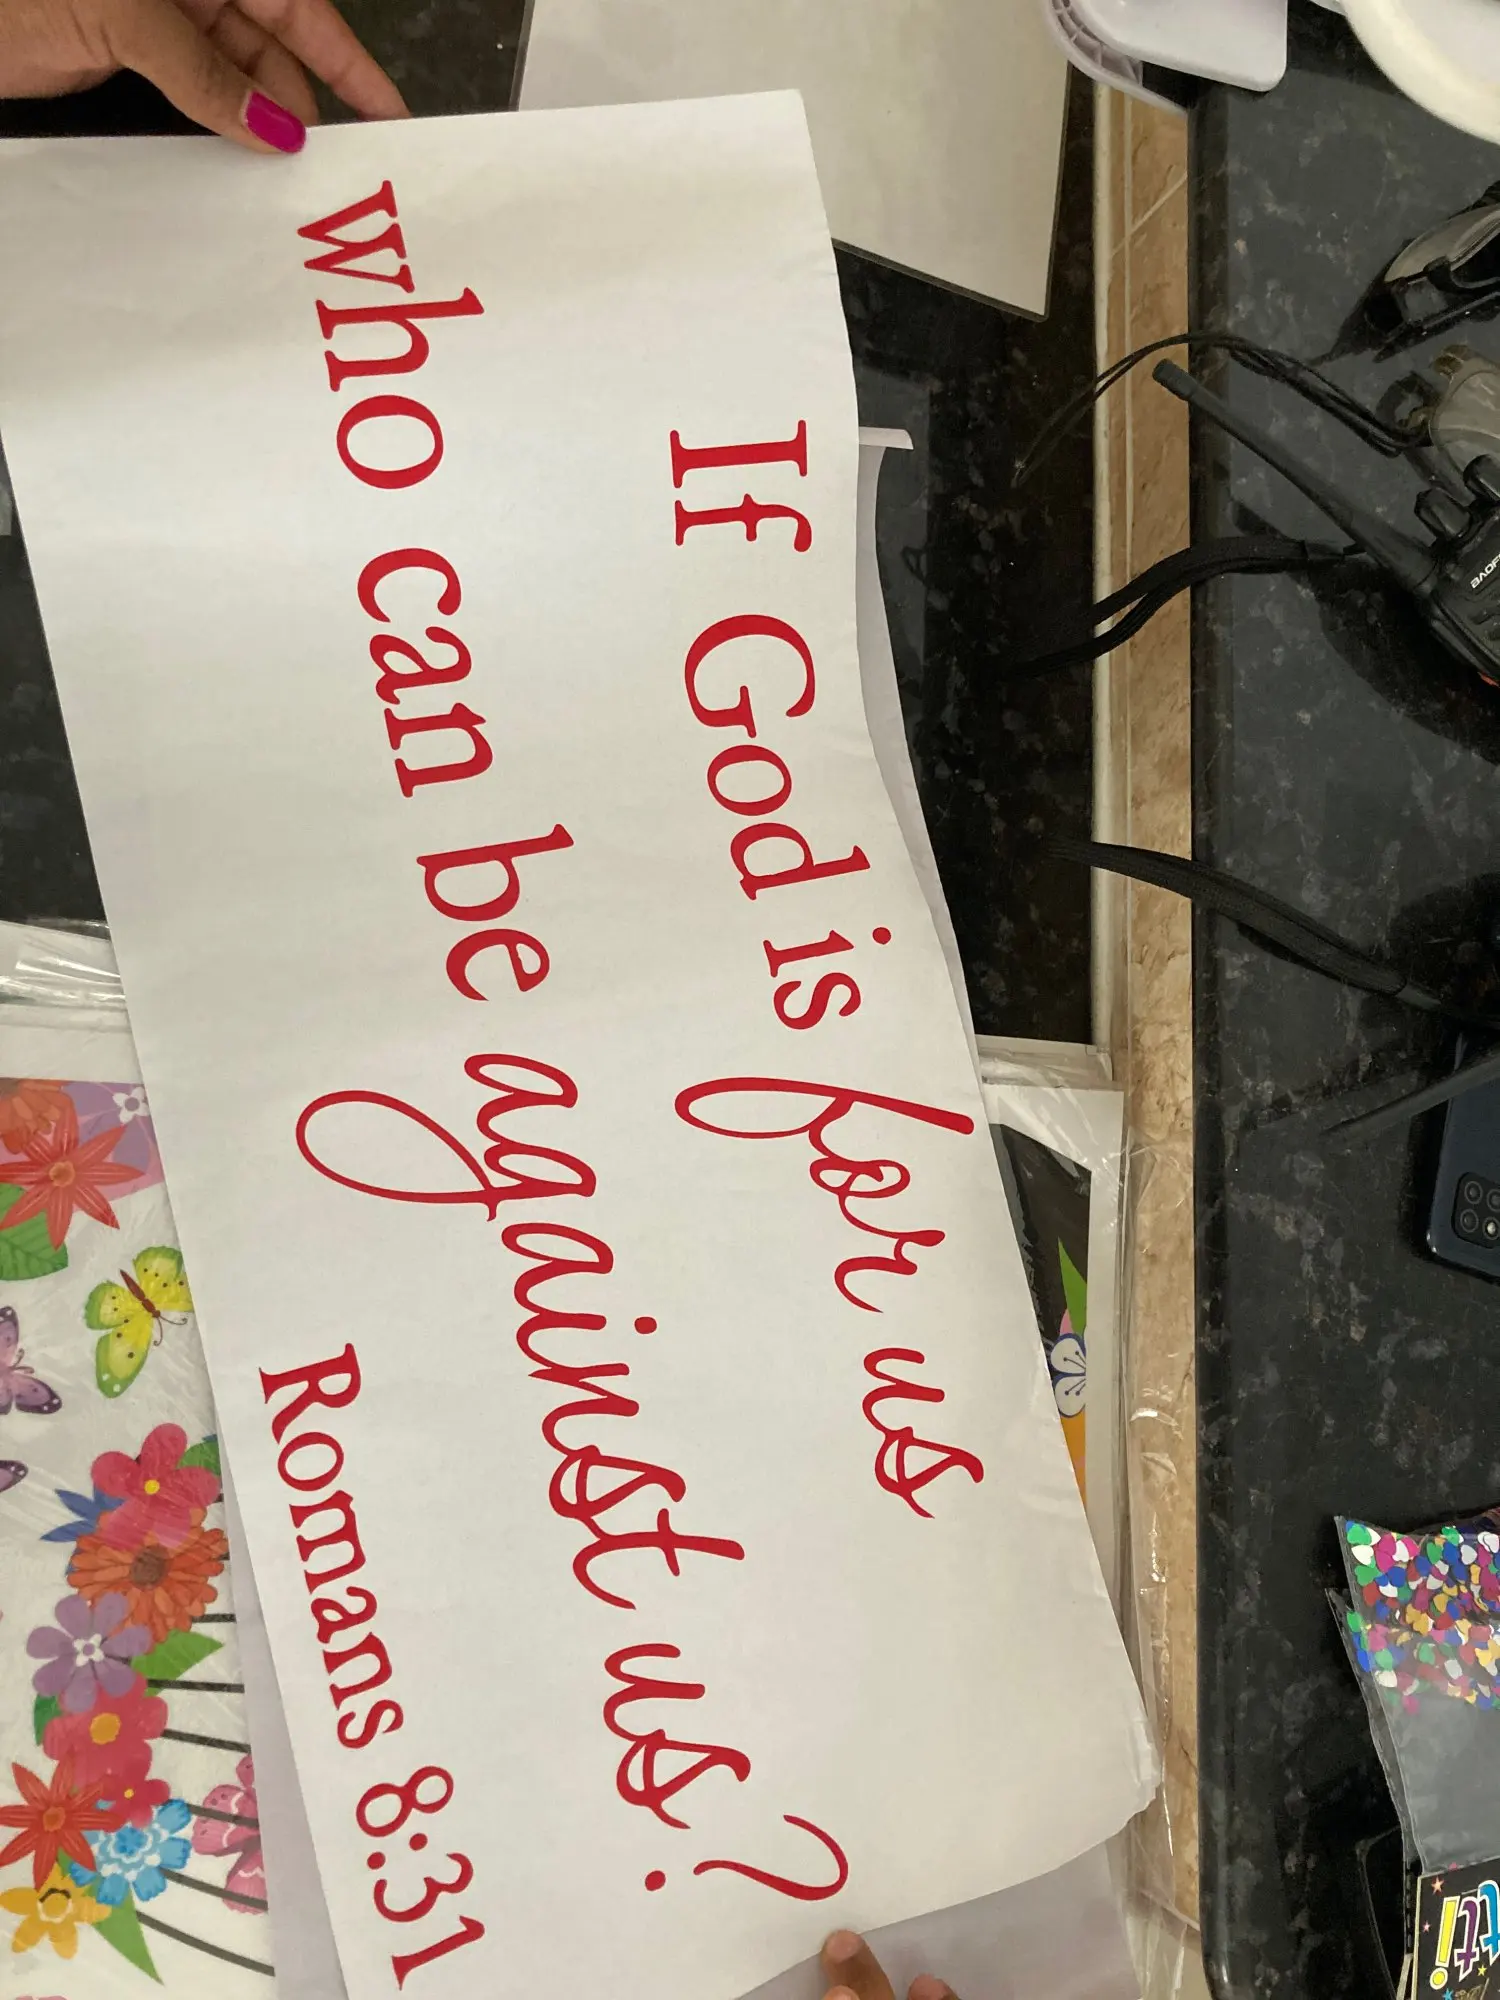 If God is for us
who can be against us?
Romans 8:31